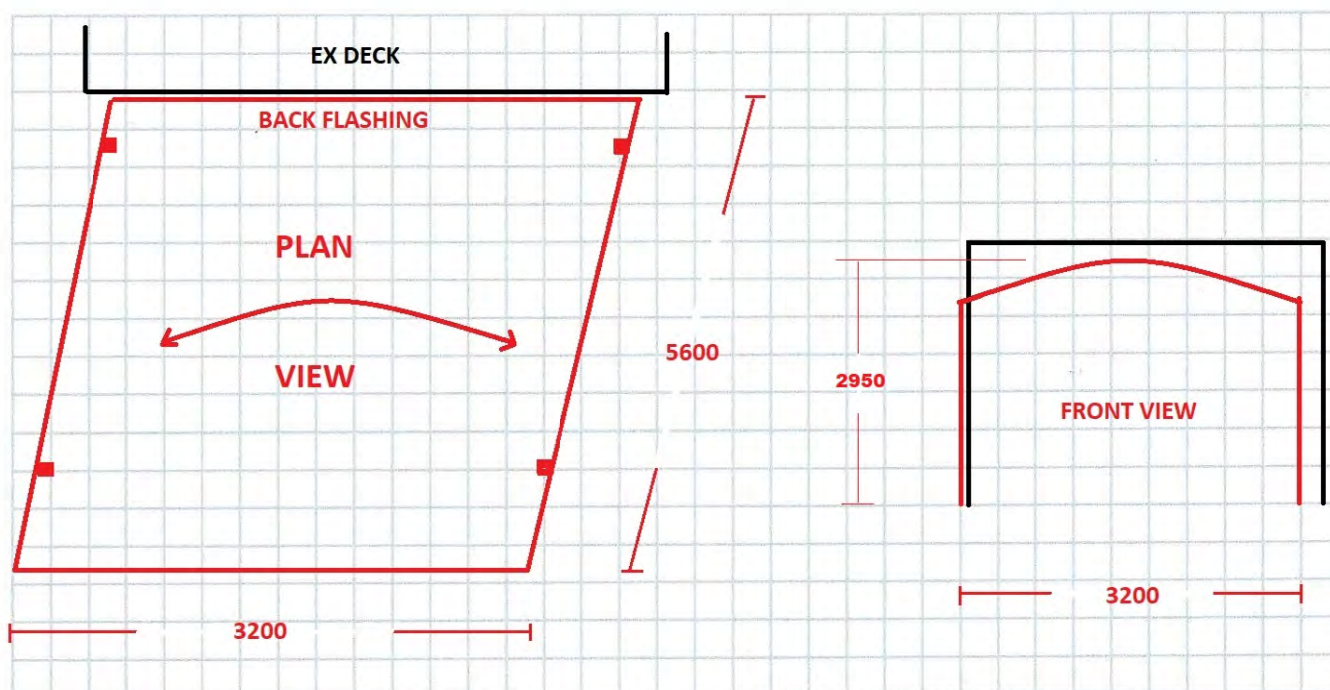 EX DECK
BACK FLASHING
PLAN
VIEW
5600
3200
2950
FRONT VIEW
3200